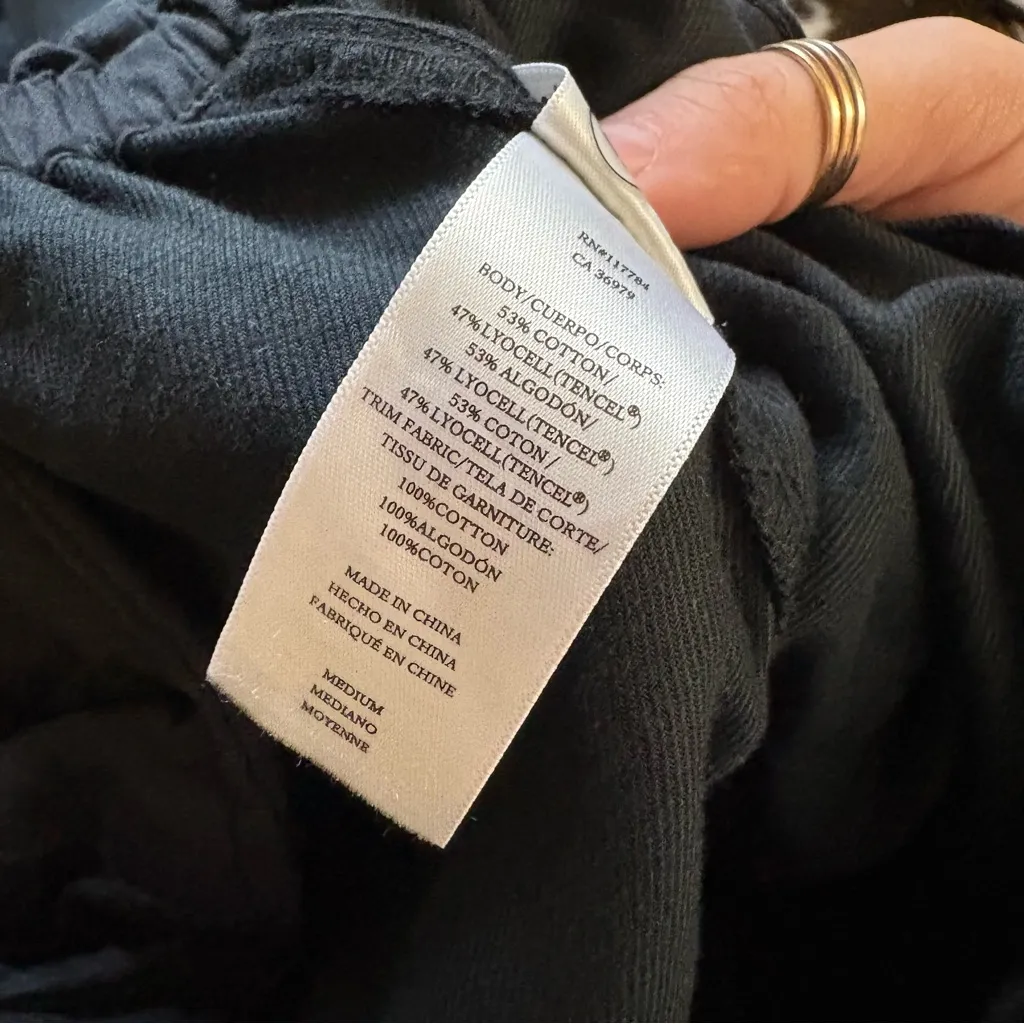 RN#117784
CA 36979
BODY/CUERPO/CORPS:
53% COTTON/
47%LYOCELL(TENCEL®)
53% ALGODÓN/
47% LYOCELL(TENCEL®)
53% COTON/
47% LYOCELL(TENCEL®)
TRIM FABRIC/TELA DE CORTE/
TISSU DE GARNITURE:
100%COTTON
100%ALGODÓN
100%COTON
MADE IN CHINA
HECHO EN CHINA
FABRIQUÉ EN CHINE
MEDIUM
MEDIANO
MOYENNE